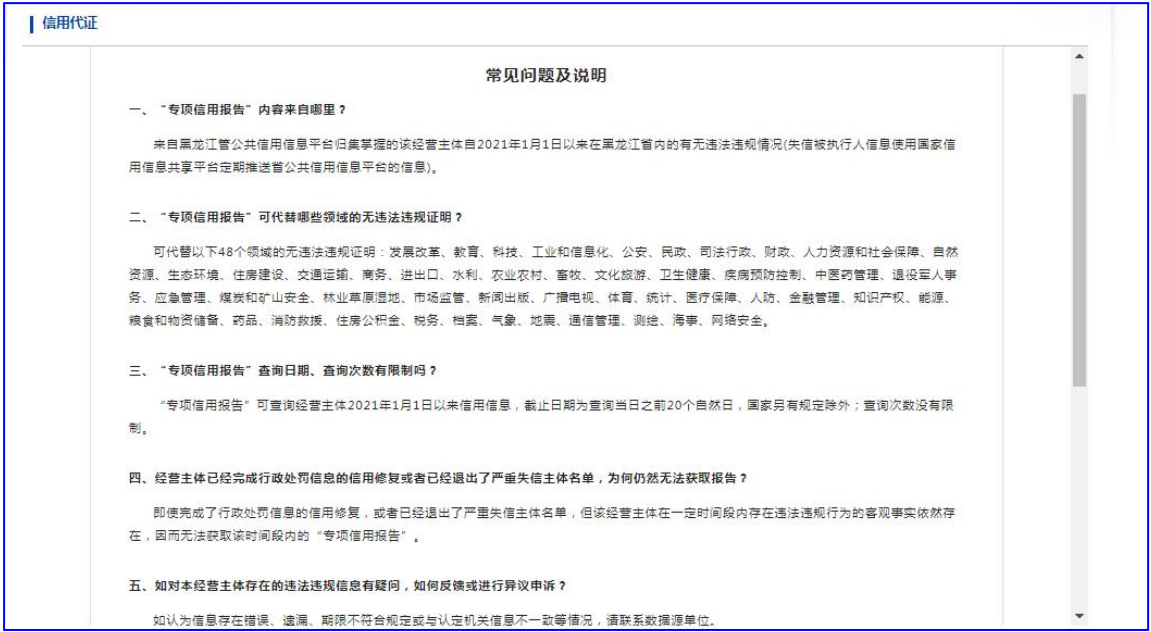 信用代证
常见问题及说明
一、“专项信用报告”内容来自哪里？
来自黑龙江管公共信用信息平台归集掌握的该经营主体自2021年1月1日以来在黑龙江省内的有无违法违规情况(失信被执行人信息使用国家信
用信息共享平台定期推送省公共信用信息平台的信息)。
二、“专项信用报告”可代替哪些领域的无违法违规证明？
可代替以下48个领域的无违法违规证明：发展改革、教育、科技、工业和信息化、公安、民政、司法行政、财政、人力资源和社会保障、自然
资源、生态环境、住房建设、交通运输、商务、进出口、水利、农业农村、畜牧、文化旅游、卫生健康、疾病预防控制、中医药管理、退役军人事
务、应急管理、煤炭和矿山安全、林业草原湿地、市场监管、新闻出版、广播电视、体育、统计、医疗保障、人防、金融管理、知识产权、能源、
粮食和物资储备、药品、消防救援、住房公积金、税务、档案、气象、地震、通信管理、测绘、海事、网络安全。
三、“专项信用报告”查询日期、查询次数有限制吗？
“专项信用报告”可查询经营主体2021年1月1日以来信用信息，截止日期为查询当日之前20个自然日，国家另有规定除外；查询次数没有限
制。
四、经营主体已经完成行政处罚信息的信用修复或者已经退出了严重失信主体名单，为何仍然无法获取报告？
即使完成了行政处罚信息的信用修复，或者已经退出了严重失信主体名单，但该经营主体在一定时间段内存在违法违规行为的客观事实依然存
在，因而无法获取该时间段内的“专项信用报告”。
五、如对本经营主体存在的违法违规信息有疑问，如何反馈或进行异议申诉？
如认为信息存在错误、遗漏、期限不符合规定或与认定机关信息不一致等情况，请联系数据源单位。